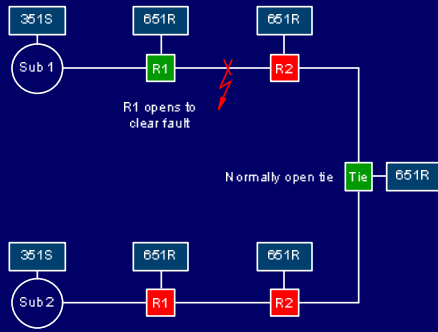 351S
651R
651R
Sub 1
R1
R2
R1 opens to
clear fault
Normally open tie
Tie
651R
351S
651R
651R
Sub 2
R1
R2